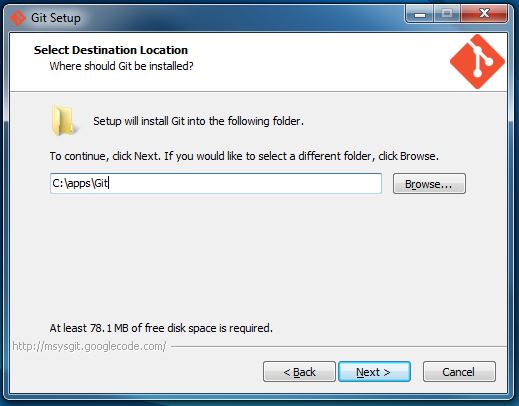 Git Setup
Select Destination Location
Where should Git be installed?
Setup will install Git into the following folder.
To continue, click Next. If you would like to select a different folder, click Browse.
C:\apps\Git
Browse...
At least 78.1 MB of free disk space is required.
http://msysgit.googlecode.com/
< Back
Next >
Cancel